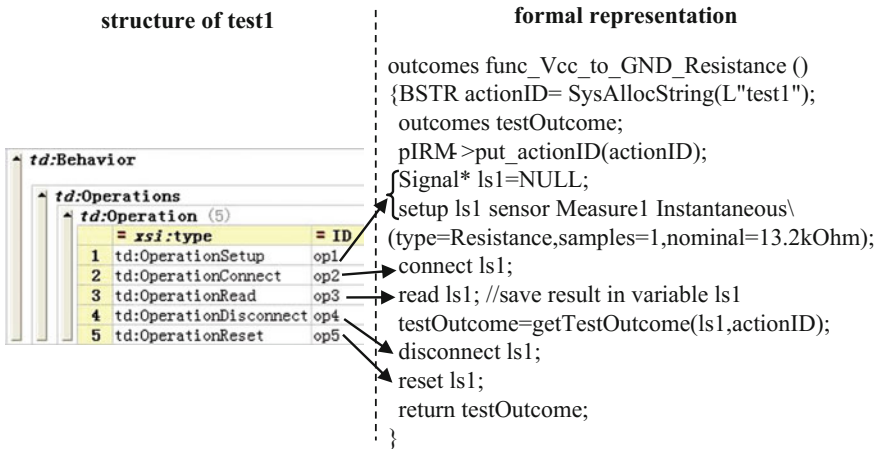 structure of test1
td:Behavior
td:Operations
td:Operation (5)
= xsi:type = ID
1 td:OperationSetup op1
2 td:OperationConnect op2
3 td:OperationRead op3
4 td:OperationDisconnect op4
5 td:OperationReset op5
formal representation
outcomes func_Vcc_to_GND_Resistance ()
{BSTR actionID= SysAllocString(L"test1");
outcomes testOutcome;
pIRM->put_actionID(actionID);
Signal* ls1=NULL;
setup ls1 sensor Measure1 Instantaneous\
(type=Resistance,samples=1,nominal=13.2kOhm);
connect ls1;
read ls1; //save result in variable ls1
testOutcome=getTestOutcome(ls1,actionID);
disconnect ls1;
reset ls1;
return testOutcome;
}